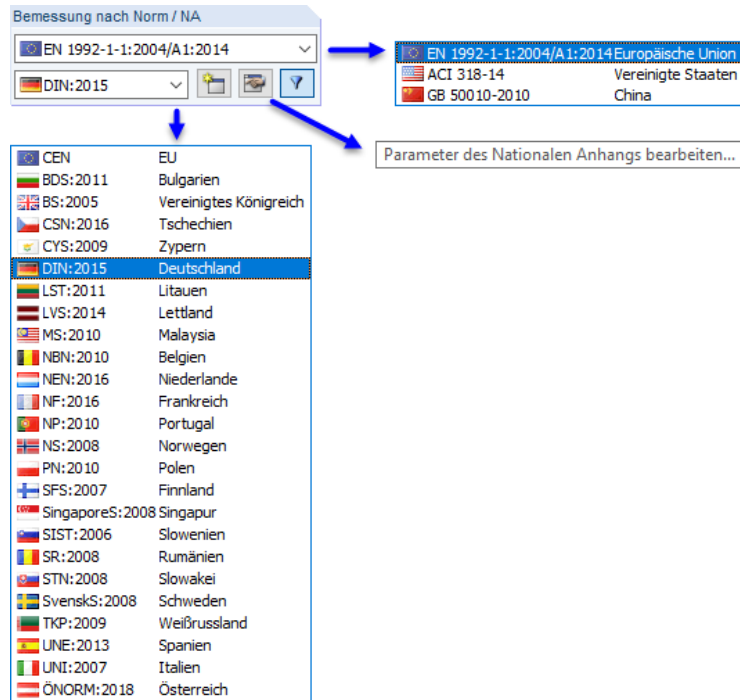 Bemessung nach Norm / NA
EN 1992-1-1:2004/A1:2014
DIN:2015
EN 1992-1-1:2004/A1:2014 Europäische Union
ACI 318-14 Vereinigte Staaten
GB 50010-2010 China
Parameter des Nationalen Anhangs bearbeiten...
CEN EU
BDS:2011 Bulgarien
BS:2005 Vereinigtes Königreich
CSN:2016 Tschechien
CYS:2009 Zypern
DIN:2015 Deutschland
LST:2011 Litauen
LVS:2014 Lettland
MS:2010 Malaysia
NBN:2010 Belgien
NEN:2016 Niederlande
NF:2016 Frankreich
NP:2010 Portugal
NS:2008 Norwegen
PN:2010 Polen
SFS:2007 Finnland
SingaporeS:2008 Singapur
SIST:2006 Slowenien
SR:2008 Rumänien
STN:2008 Slowakei
SvenskS:2008 Schweden
TKP:2009 Weißrussland
UNE:2013 Spanien
UNI:2007 Italien
ÖNORM:2018 Österreich